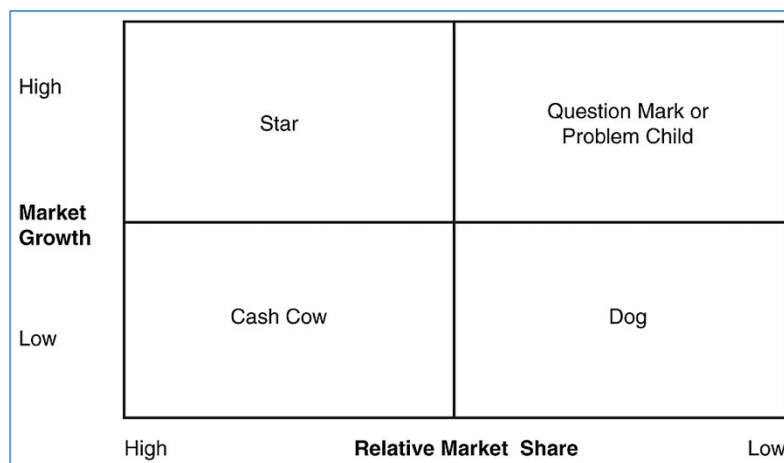 High
Star
Question Mark or
Problem Child
Market
Growth
Cash Cow
Dog
Low
High
Relative Market Share
Low